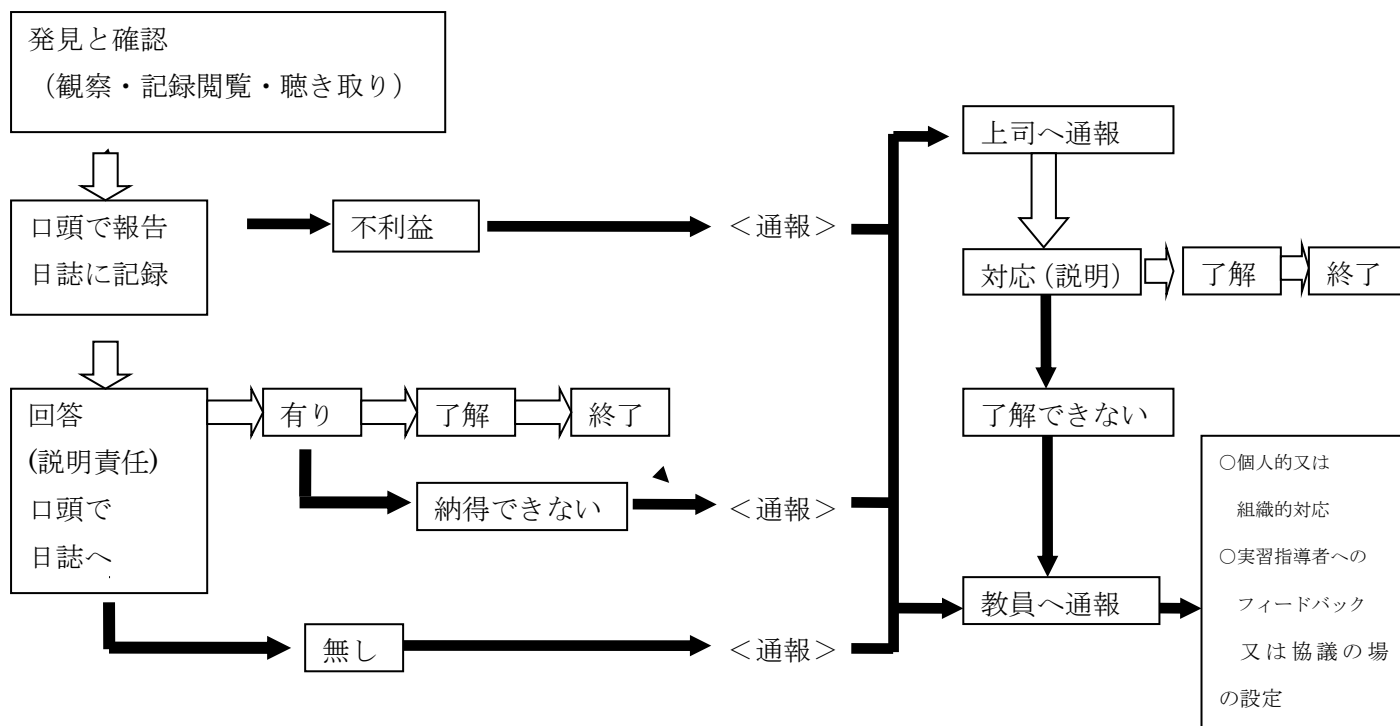 発見と確認
（観察・記録閲覧・聴き取り）
上司へ通報
口頭で報告
日誌に記録
不利益
＜通報＞
対応（説明）
了解
終了
回答
(説明責任)
口頭で
日誌へ
有り
了解
終了
納得できない
＜通報＞
了解できない
無し
＜通報＞
教員へ通報
○個人的又は
組織的対応
○実習指導者への
フィードバック
又は協議の場
の設定